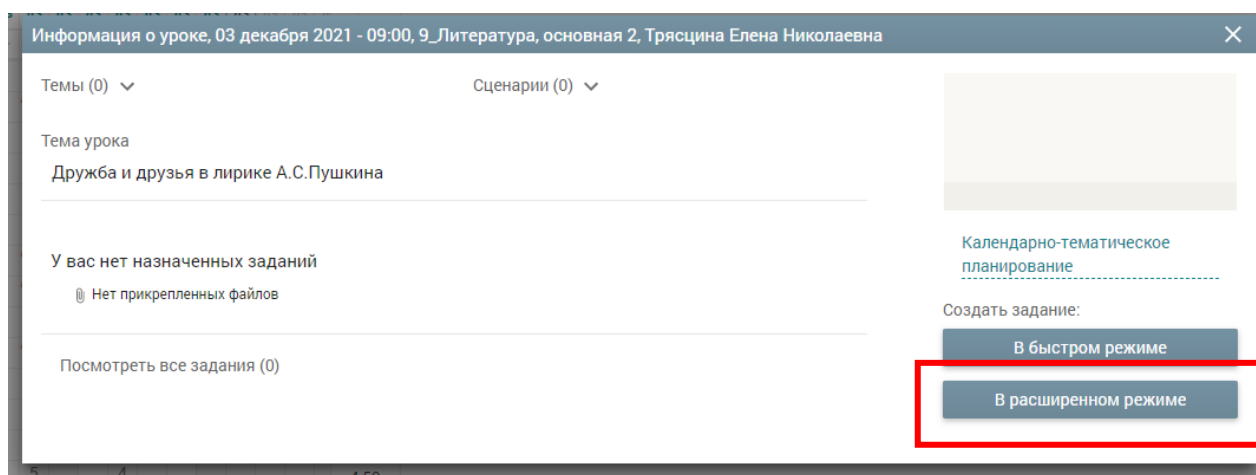 Информация о уроке, 03 декабря 2021 - 09:00, 9_Литература, основная 2, Трясцина Елена Николаевна
Темы (0)
Сценарии (0)
Тема урока
Дружба и друзья в лирике А.С.Пушкина
У вас нет назначенных заданий
Нет прикрепленных файлов
Посмотреть все задания (0)
Календарно-тематическое
планирование
Создать задание:
В быстром режиме
В расширенном режиме
5 4